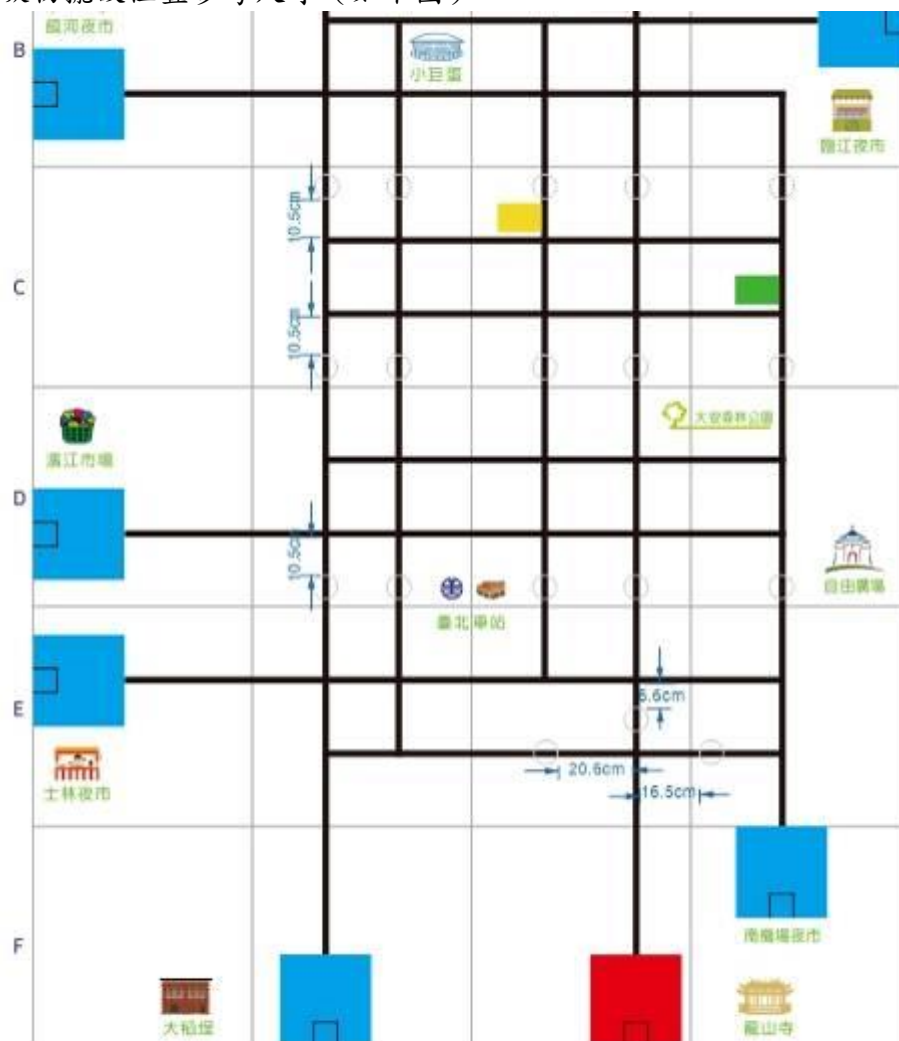 饒河夜市
B
小巨蛋
臨江夜市
10.5cm
C
10.5cm
大安森林公園
濱江市場
D
10.5cm
自由廣場
臺北車站
5.6cm
E
20.6cm
16.5cm
士林夜市
南機場夜市
F
大稻埕
龍山寺